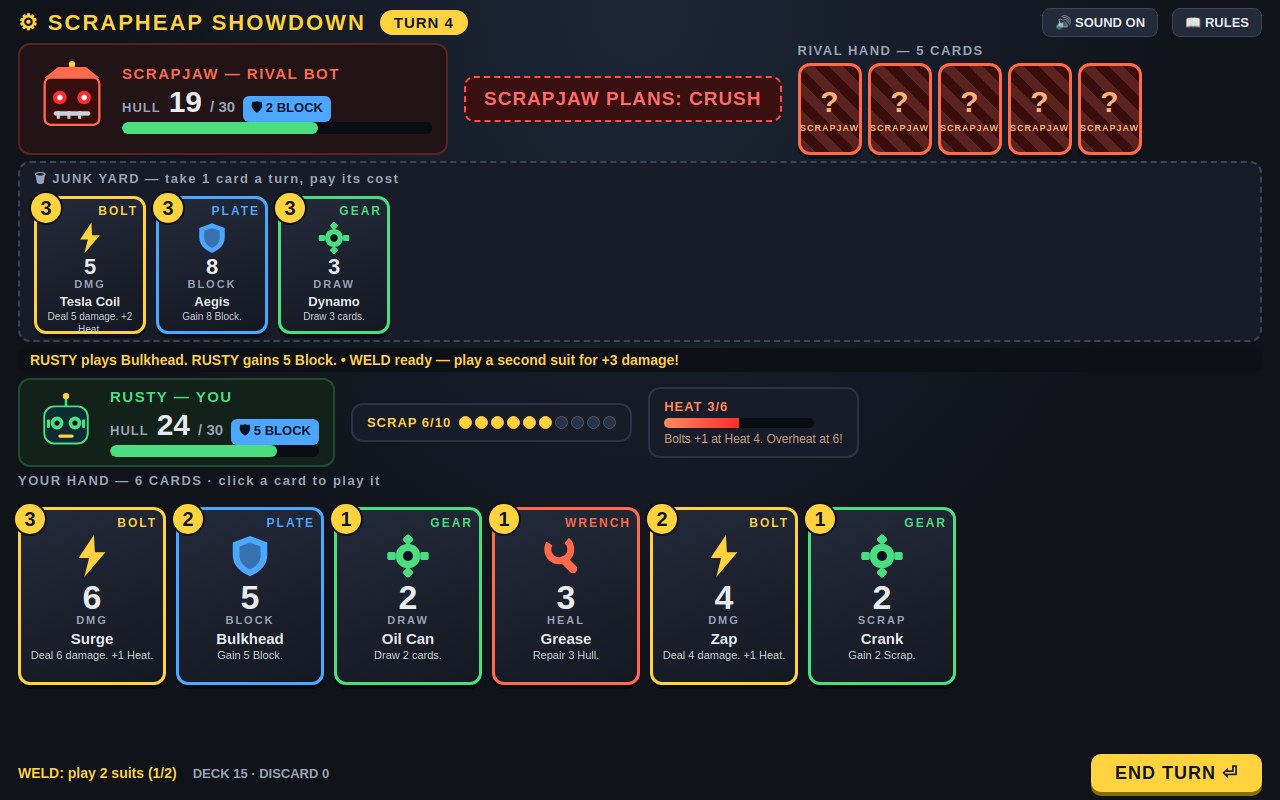 ⚙ SCRAPHEAP SHOWDOWN TURN 4
🔊 SOUND ON 📖 RULES
SCRAPJAW — RIVAL BOT
HULL 19 / 30 2 BLOCK
SCRAPJAW PLANS: CRUSH
RIVAL HAND — 5 CARDS
? ? ? ? ?
SCRAPJAW SCRAPJAW SCRAPJAW SCRAPJAW SCRAPJAW
JUNK YARD — take 1 card a turn, pay its cost
3 BOLT
5
DMG
Tesla Coil
Deal 5 damage. +2
Heat.
3 PLATE
8
BLOCK
Aegis
Gain 8 Block.
3 GEAR
3
DRAW
Dynamo
Draw 3 cards.
RUSTY plays Bulkhead. RUSTY gains 5 Block. • WELD ready — play a second suit for +3 damage!
RUSTY — YOU
HULL 24 / 30 5 BLOCK
SCRAP 6/10
HEAT 3/6
Bolts +1 at Heat 4. Overheat at 6!
YOUR HAND — 6 CARDS · click a card to play it
3 BOLT
6
DMG
Surge
Deal 6 damage. +1 Heat.
2 PLATE
5
BLOCK
Bulkhead
Gain 5 Block.
1 GEAR
2
DRAW
Oil Can
Draw 2 cards.
1 WRENCH
3
HEAL
Grease
Repair 3 Hull.
2 BOLT
4
DMG
Zap
Deal 4 damage. +1 Heat.
1 GEAR
2
SCRAP
Crank
Gain 2 Scrap.
WELD: play 2 suits (1/2) DECK 15 · DISCARD 0
END TURN ⏎